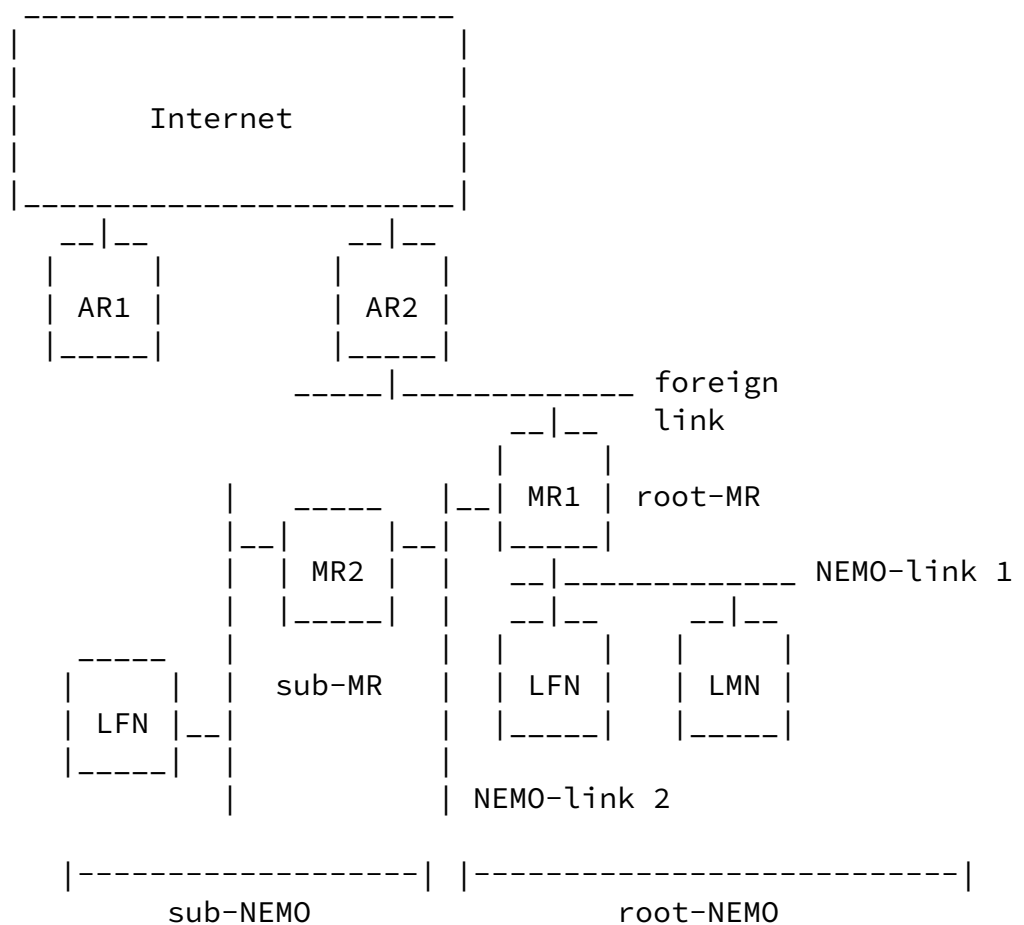 Internet
AR1 AR2
foreign
link
MR1 root-MR
MR2 NEMO-link 1
sub-MR LFN LMN
LFN
NEMO-link 2
sub-NEMO root-NEMO